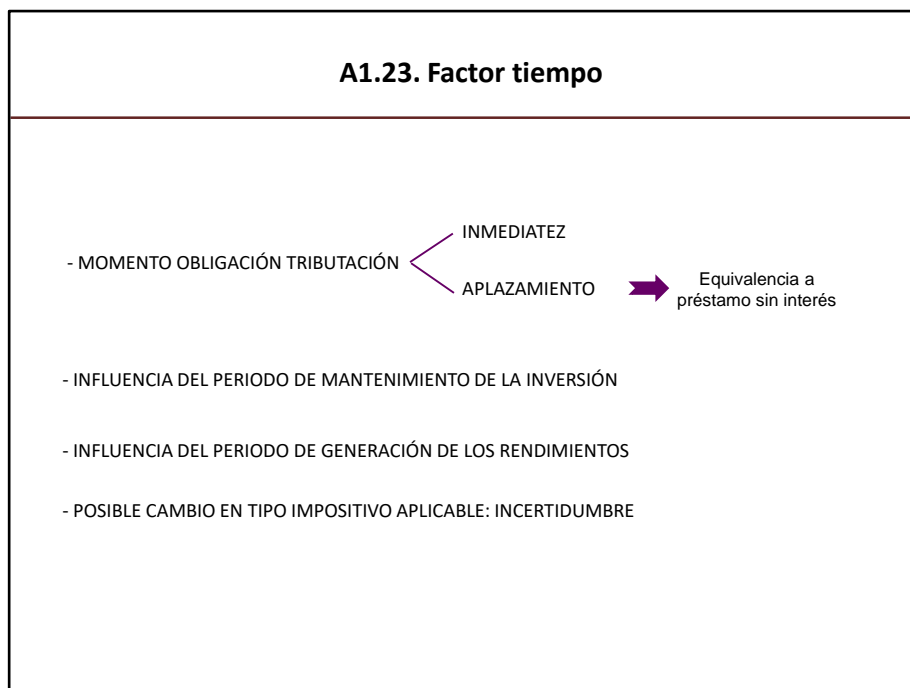 A1.23. Factor tiempo
- MOMENTO OBLIGACIÓN TRIBUTACIÓN
INMEDIATEZ
APLAZAMIENTO
Equivalencia a
préstamo sin interés
- INFLUENCIA DEL PERIODO DE MANTENIMIENTO DE LA INVERSIÓN
- INFLUENCIA DEL PERIODO DE GENERACIÓN DE LOS RENDIMIENTOS
- POSIBLE CAMBIO EN TIPO IMPOSITIVO APLICABLE: INCERTIDUMBRE